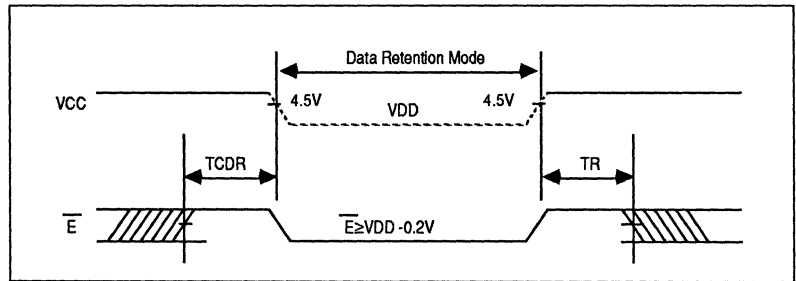 Data Retention Mode
VCC
4.5V
VDD
4.5V
TCDR
TR
E
E≥VDD -0.2V